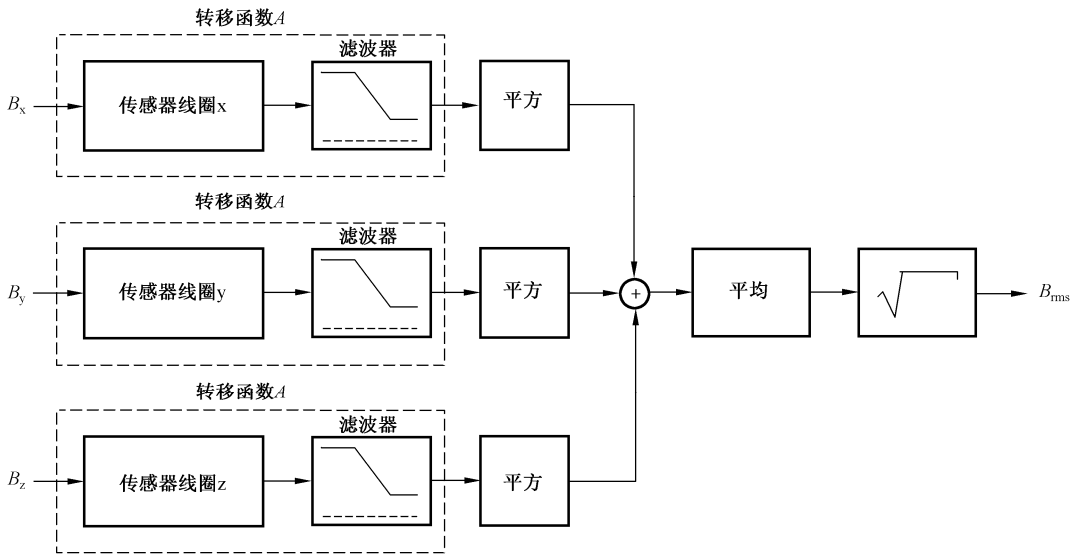 转移函数A
滤波器
Bx
传感器线圈x
平方
转移函数A
滤波器
By
传感器线圈y
平方
+
平均
Brms
转移函数A
滤波器
Bz
传感器线圈z
平方